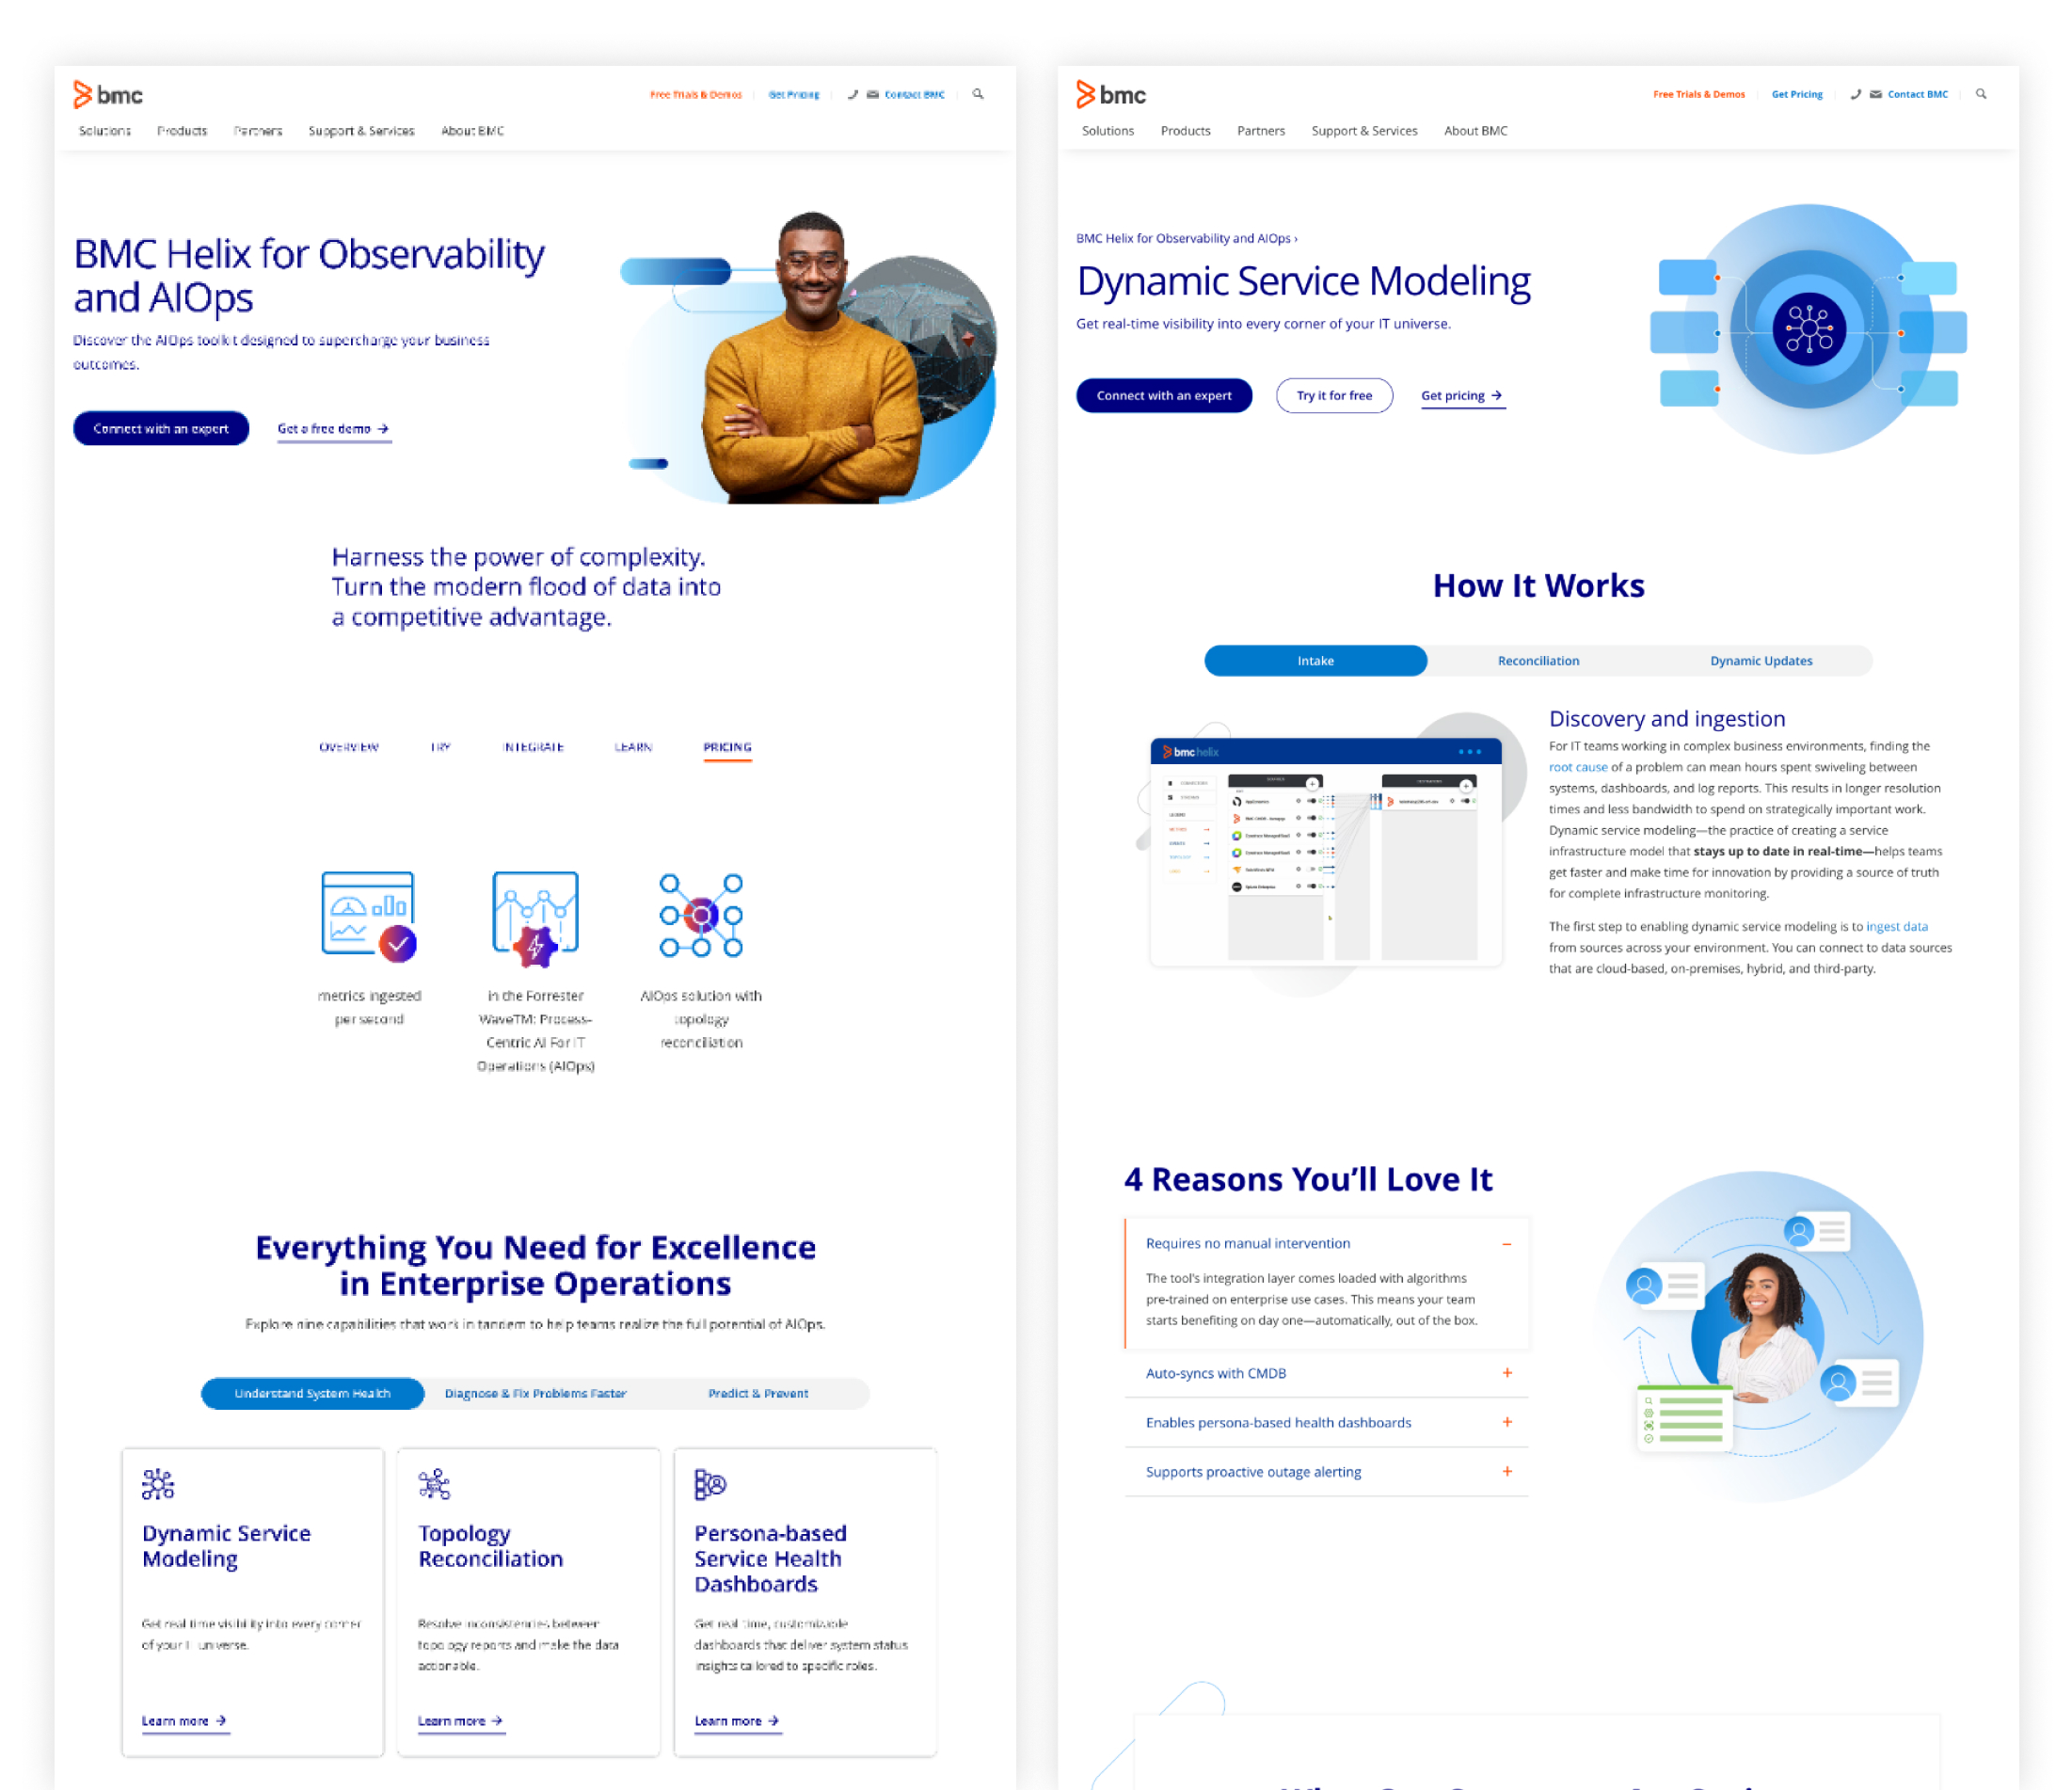 bmc
Free Trials & Demos
Get Pricing
Contact BMC
Solutions
Products
Partners
Support & Services
About BMC
BMC Helix for Observability
and AIOps
Discover the AIOps toolkit designed to supercharge your business
outcomes.
Connect with an expert
Get a free demo →
Harness the power of complexity.
Turn the modern flood of data into
a competitive advantage.
OVERVIEW
TRY
INTEGRATE
LEARN
PRICING
metrics ingested
per second
in the Forrester
WaveTM: Process-
Centric AI For IT
Operations (AIOps)
AIOps solution with
topology
reconciliation
Everything You Need for Excellence
in Enterprise Operations
Explore nine capabilities that work in tandem to help teams realize the full potential of AIOps.
Understand System Health
Diagnose & Fix Problems Faster
Predict & Prevent
Dynamic Service
Modeling
Get real time visibility into every corner
of your IT universe.
Learn more →
Topology
Reconciliation
Resolve inconsistencies between
topology reports and make the data
actionable.
Learn more →
Persona-based
Service Health
Dashboards
Get real time, customizable
dashboards that deliver system status
insights tailored to specific roles.
Learn more →
bmc
Free Trials & Demos
Get Pricing
Contact BMC
Solutions
Products
Partners
Support & Services
About BMC
BMC Helix for Observability and AIOps ›
Dynamic Service Modeling
Get real-time visibility into every corner of your IT universe.
Connect with an expert
Try it for free
Get pricing →
How It Works
Intake
Reconciliation
Dynamic Updates
bmc helix
Discovery and ingestion
For IT teams working in complex business environments, finding the
root cause of a problem can mean hours spent swiveling between
systems, dashboards, and log reports. This results in longer resolution
times and less bandwidth to spend on strategically important work.
Dynamic service modeling—the practice of creating a service
infrastructure model that stays up to date in real-time—helps teams
get faster and make time for innovation by providing a source of truth
for complete infrastructure monitoring.
The first step to enabling dynamic service modeling is to ingest data
from sources across your environment. You can connect to data sources
that are cloud-based, on-premises, hybrid, and third-party.
4 Reasons You'll Love It
Requires no manual intervention
The tool's integration layer comes loaded with algorithms
pre-trained on enterprise use cases. This means your team
starts benefiting on day one—automatically, out of the box.
Auto-syncs with CMDB
Enables persona-based health dashboards
Supports proactive outage alerting